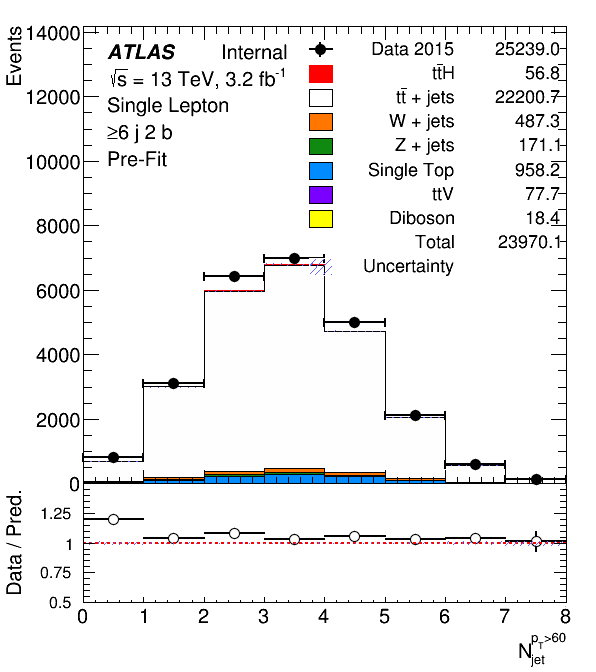 Events
14000
12000
10000
8000
6000
4000
2000
0
ATLAS Internal
√s = 13 TeV, 3.2 fb⁻¹
Single Lepton
≥6 j 2 b
Pre-Fit
Data 2015 25239.0
tt̄H 56.8
tt̄ + jets 22200.7
W + jets 487.3
Z + jets 171.1
Single Top 958.2
ttV 77.7
Diboson 18.4
Total 23970.1
Uncertainty
Data / Pred.
1.25
1
0.75
0.5
0 1 2 3 4 5 6 7 8
N_jet^{p_T>60}